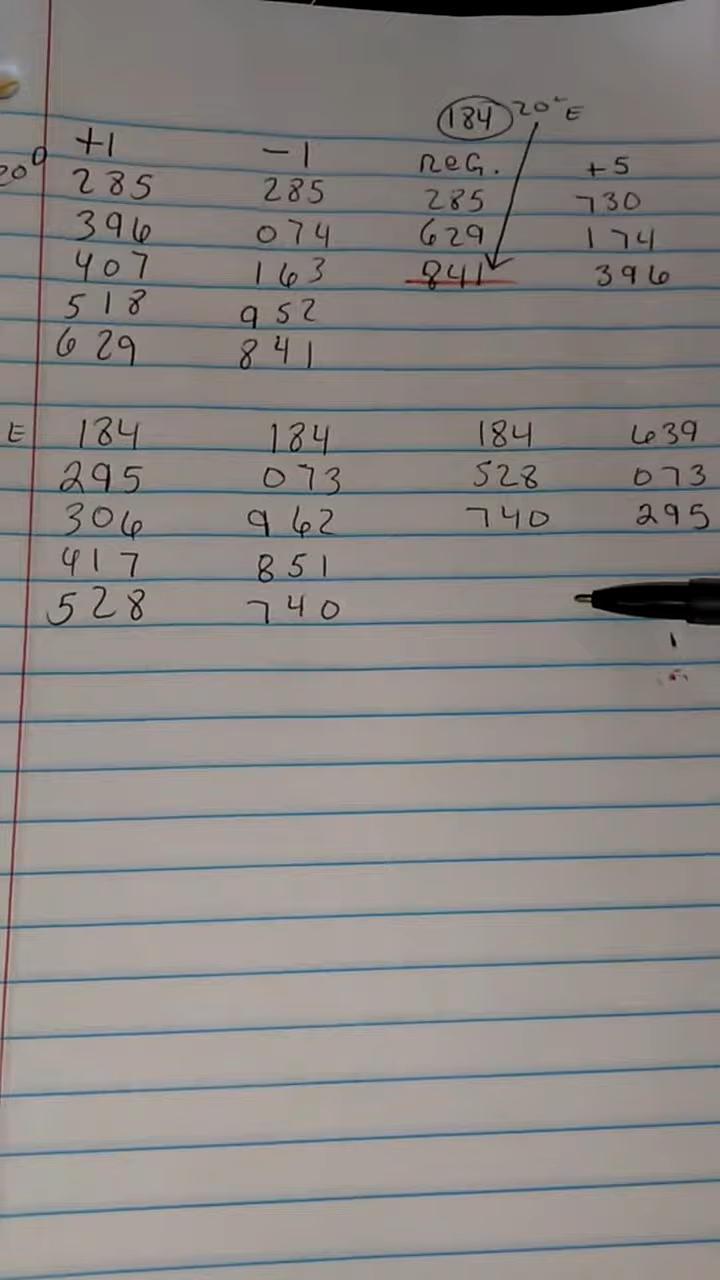 184 20° E
+1 -1 REG. +5
20° 285 285 285 730
396 074 629 174
407 163 841 396
518 952
629 841
E 184 184 184 639
295 073 528 073
306 962 740 295
417 851
528 740